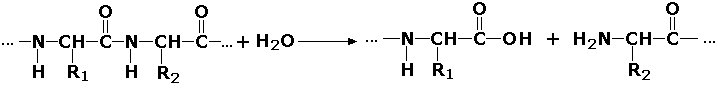 O O O O
... N CH C N CH C ... + H₂O ... N CH C OH + H₂N CH C ...
H R₁ H R₂ H R₁ R₂